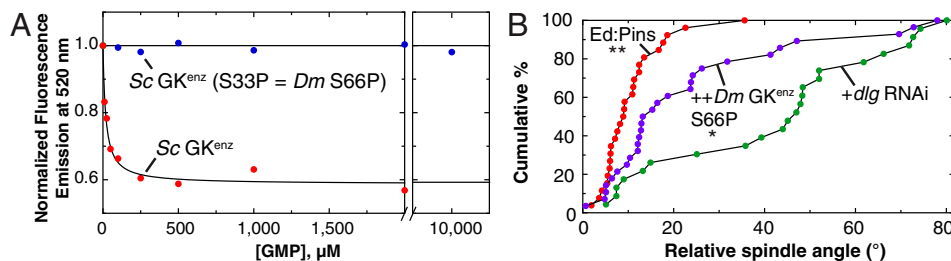 A
Normalized Fluorescence
Emission at 520 nm
1.0
0.8
0.6
Sc GKenz (S33P = Dm S66P)
Sc GKenz
0
500
1,000
1,500
10,000
[GMP], µM
B
Cumulative %
100
80
60
40
20
0
Ed:Pins
**
++Dm GKenz
S66P
*
+dlg RNAi
0
20
40
60
80
Relative spindle angle (°)